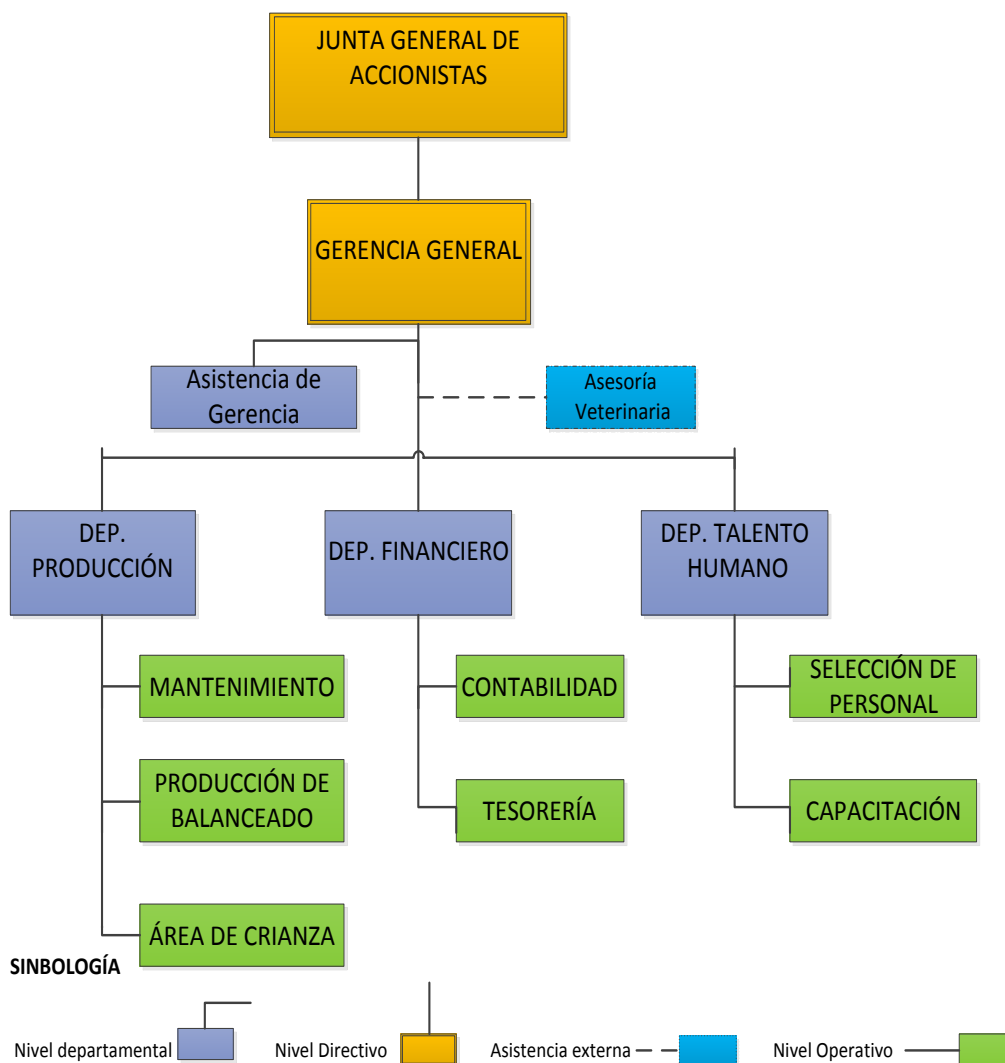 JUNTA GENERAL DE
ACCIONISTAS
GERENCIA GENERAL
Asistencia de
Gerencia
Asesoría
Veterinaria
DEP.
PRODUCCIÓN
DEP. FINANCIERO
DEP. TALENTO
HUMANO
MANTENIMIENTO
CONTABILIDAD
SELECCIÓN DE
PERSONAL
PRODUCCIÓN DE
BALANCEADO
TESORERÍA
CAPACITACIÓN
ÁREA DE CRIANZA
SINBOLOGÍA
Nivel departamental
Nivel Directivo
Asistencia externa
Nivel Operativo